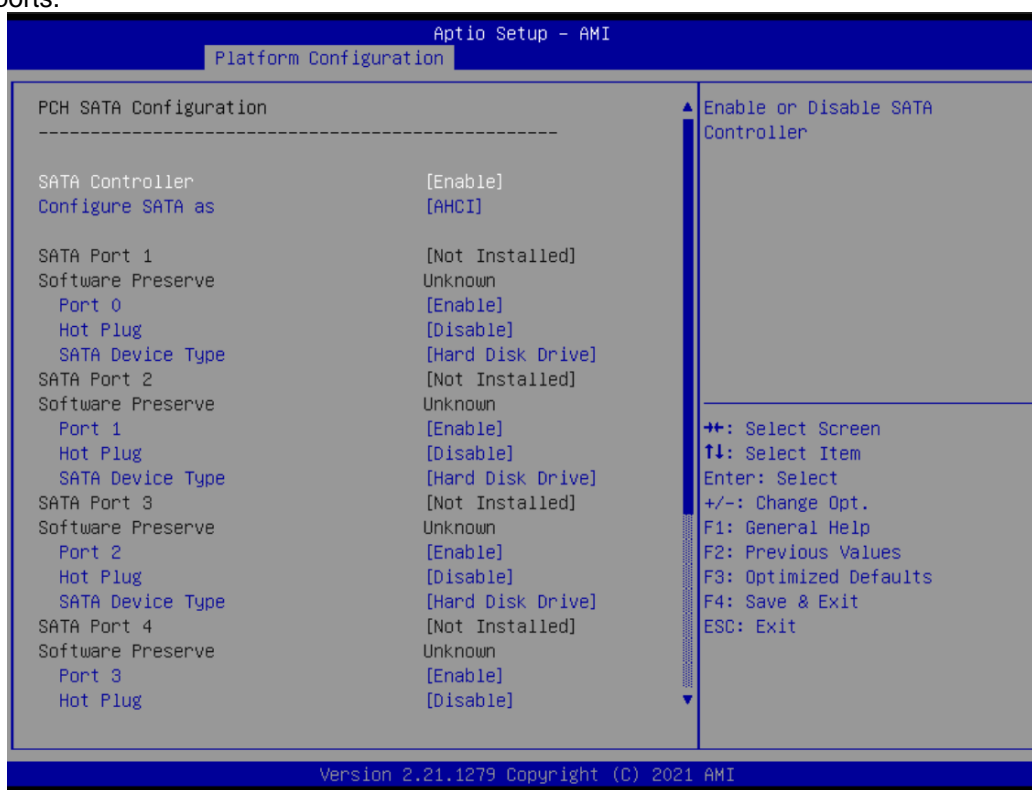 ports.
Aptio Setup – AMI
Platform Configuration
PCH SATA Configuration
--------------------------------------------------
SATA Controller [Enable]
Configure SATA as [AHCI]
SATA Port 1 [Not Installed]
Software Preserve Unknown
Port 0 [Enable]
Hot Plug [Disable]
SATA Device Type [Hard Disk Drive]
SATA Port 2 [Not Installed]
Software Preserve Unknown
Port 1 [Enable]
Hot Plug [Disable]
SATA Device Type [Hard Disk Drive]
SATA Port 3 [Not Installed]
Software Preserve Unknown
Port 2 [Enable]
Hot Plug [Disable]
SATA Device Type [Hard Disk Drive]
SATA Port 4 [Not Installed]
Software Preserve Unknown
Port 3 [Enable]
Hot Plug [Disable]
Enable or Disable SATA
Controller
→←: Select Screen
↑↓: Select Item
Enter: Select
+/-: Change Opt.
F1: General Help
F2: Previous Values
F3: Optimized Defaults
F4: Save & Exit
ESC: Exit
Version 2.21.1279 Copyright (C) 2021 AMI